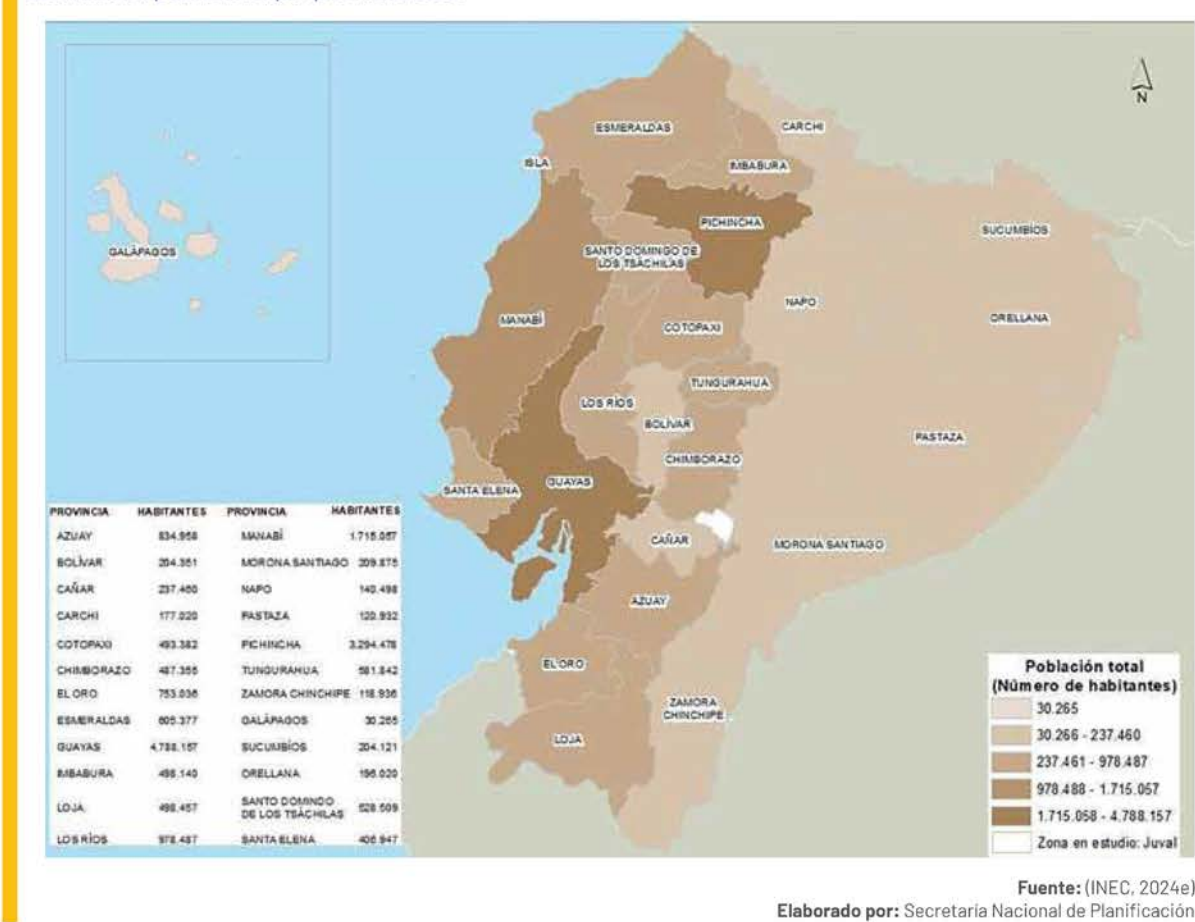 N
ESMERALDAS
CARCHI
ISLA
IMBABURA
PICHINCHA
SUCUMBÍOS
GALÁPAGOS
SANTO DOMINGO DE
LOS TSÁCHILAS
NAPO
MANABÍ
COTOPAXI
ORELLANA
TUNGURAHUA
LOS RÍOS
BOLÍVAR
PASTAZA
CHIMBORAZO
SANTA ELENA
GUAYAS
CAÑAR
MORONA SANTIAGO
AZUAY
EL ORO
ZAMORA
CHINCHIPE
LOJA
PROVINCIA HABITANTES PROVINCIA HABITANTES
AZUAY 834.958 MANABÍ 1.715.057
BOLÍVAR 204.351 MORONA SANTIAGO 209.875
CAÑAR 237.460 NAPO 140.498
CARCHI 177.020 PASTAZA 120.932
COTOPAXI 493.382 PICHINCHA 3.294.478
CHIMBORAZO 487.355 TUNGURAHUA 581.842
EL ORO 753.036 ZAMORA CHINCHIPE 118.936
ESMERALDAS 605.377 GALÁPAGOS 30.265
GUAYAS 4.788.157 SUCUMBÍOS 204.121
IMBABURA 498.140 ORELLANA 196.020
LOJA 498.457 SANTO DOMINGO
DE LOS TSÁCHILAS 528.509
LOS RÍOS 978.487 SANTA ELENA 406.947
Población total
(Número de habitantes)
30.265
30.266 - 237.460
237.461 - 978.487
978.488 - 1.715.057
1.715.058 - 4.788.157
Zona en estudio: Juval
Fuente: (INEC, 2024e)
Elaborado por: Secretaría Nacional de Planificación